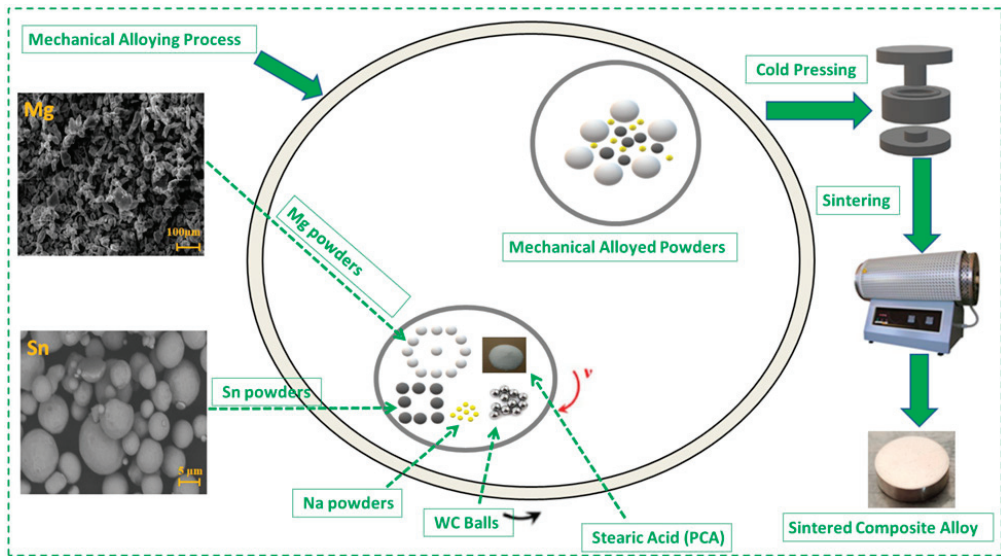 Mechanical Alloying Process
Mg
100μm
Mg powders
Sn
5 μm
Sn powders
Na powders
WC Balls
Stearic Acid (PCA)
v
Mechanical Alloyed Powders
Cold Pressing
Sintering
Sintered Composite Alloy